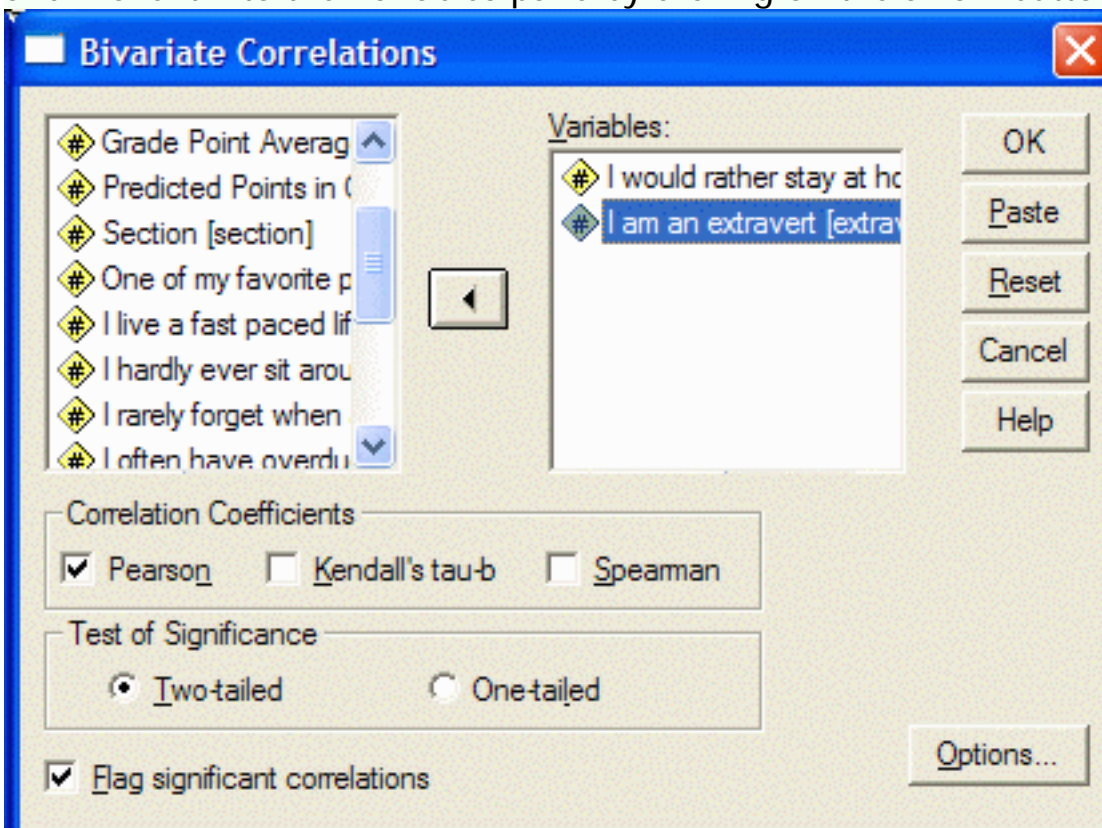 Bivariate Correlations
Grade Point Averag
Predicted Points in
Section [section]
One of my favorite p
I live a fast paced lif
I hardly ever sit arou
I rarely forget when
I often have overdu
Variables:
I would rather stay at ho
I am an extravert [extrav
OK
Paste
Reset
Cancel
Help
Correlation Coefficients
Pearson Kendall's tau-b Spearman
Test of Significance
Two-tailed One-tailed
Flag significant correlations
Options...